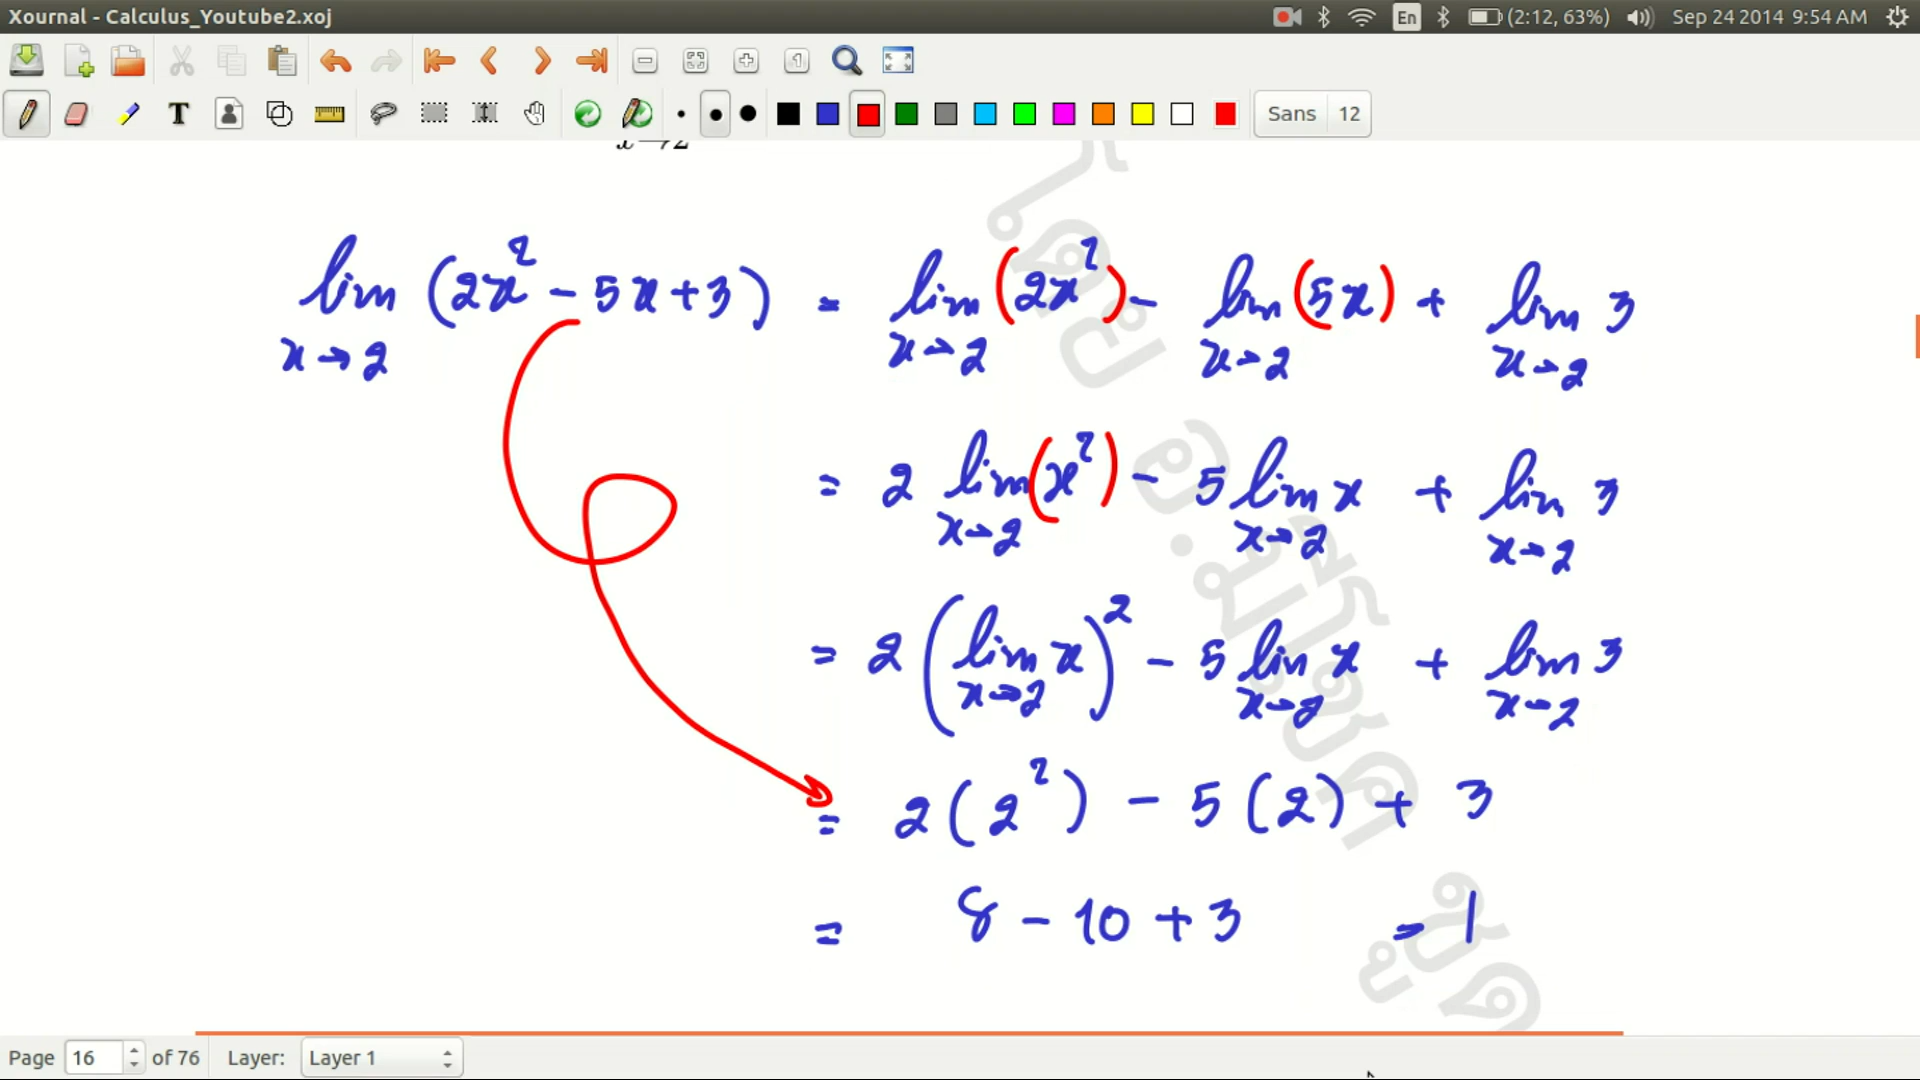 Xournal - Calculus_Youtube2.xoj En (2:12, 63%) Sep 24 2014 9:54 AM
T Sans 12
x→2
lim (2x² - 5x+3) = lim (2x²) - lim (5x) + lim 3
x→2 x→2 x→2 x→2
= 2 lim (x²) - 5 lim x + lim 3
x→2 x→2 x→2
= 2 (lim x)² - 5 lim x + lim 3
x→2 x→2 x→2
= 2(2²) - 5(2) + 3
= 8 - 10 + 3 = 1
Page 16 of 76 Layer: Layer 1